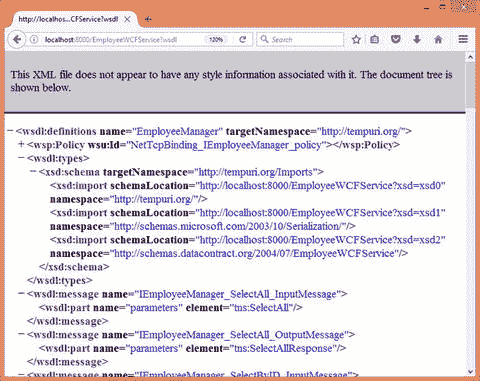 http://localhos...CFService?wsdl
localhost:8000/EmployeeWCFService?wsdl 120% Search
This XML file does not appear to have any style information associated with it. The document tree is
shown below.
−<wsdl:definitions name="EmployeeManager" targetNamespace="http://tempuri.org/">
+<wsp:Policy wsu:Id="NetTcpBinding_IEmployeeManager_policy"></wsp:Policy>
−<wsdl:types>
−<xsd:schema targetNamespace="http://tempuri.org/Imports">
<xsd:import schemaLocation="http://localhost:8000/EmployeeWCFService?xsd=xsd0"
namespace="http://tempuri.org/"/>
<xsd:import schemaLocation="http://localhost:8000/EmployeeWCFService?xsd=xsd1"
namespace="http://schemas.microsoft.com/2003/10/Serialization/"/>
<xsd:import schemaLocation="http://localhost:8000/EmployeeWCFService?xsd=xsd2"
namespace="http://schemas.datacontract.org/2004/07/EmployeeWCFService"/>
</xsd:schema>
</wsdl:types>
−<wsdl:message name="IEmployeeManager_SelectAll_InputMessage">
<wsdl:part name="parameters" element="tns:SelectAll"/>
</wsdl:message>
−<wsdl:message name="IEmployeeManager_SelectAll_OutputMessage">
<wsdl:part name="parameters" element="tns:SelectAllResponse"/>
</wsdl:message>
−<wsdl:message name="IEmployeeManager_SelectByID_InputMessage">